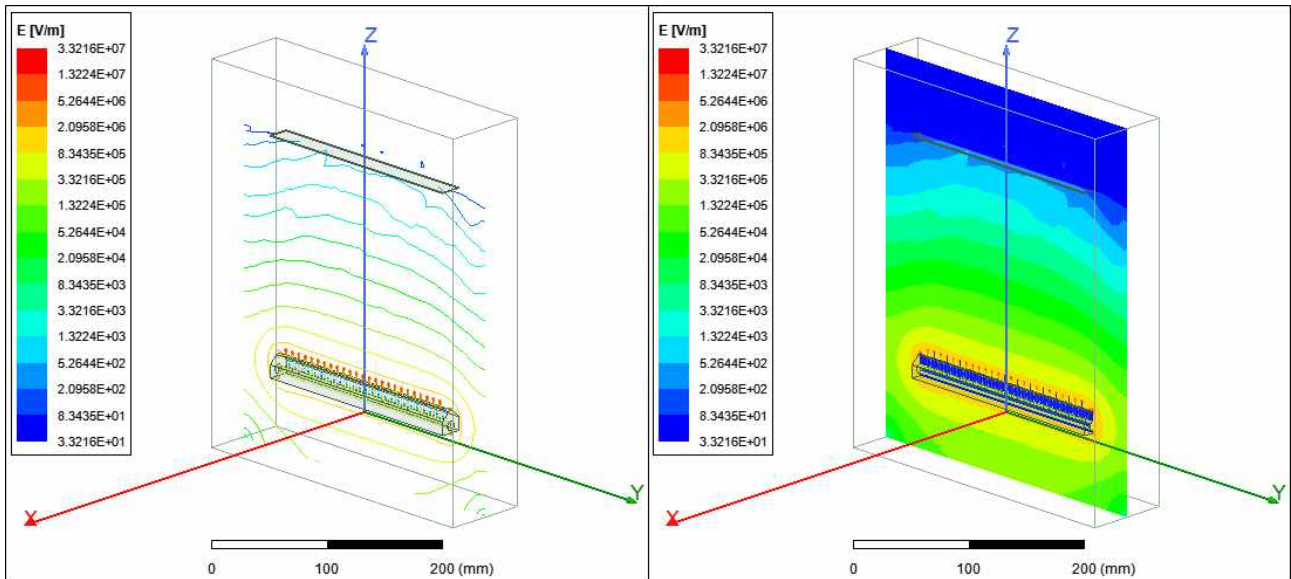 E [V/m]
3.3216E+07
1.3224E+07
5.2644E+06
2.0958E+06
8.3435E+05
3.3216E+05
1.3224E+05
5.2644E+04
2.0958E+04
8.3435E+03
3.3216E+03
1.3224E+03
5.2644E+02
2.0958E+02
8.3435E+01
3.3216E+01
Z
X
Y
0 100 200 (mm)
E [V/m]
3.3216E+07
1.3224E+07
5.2644E+06
2.0958E+06
8.3435E+05
3.3216E+05
1.3224E+05
5.2644E+04
2.0958E+04
8.3435E+03
3.3216E+03
1.3224E+03
5.2644E+02
2.0958E+02
8.3435E+01
3.3216E+01
Z
X
Y
0 100 200 (mm)